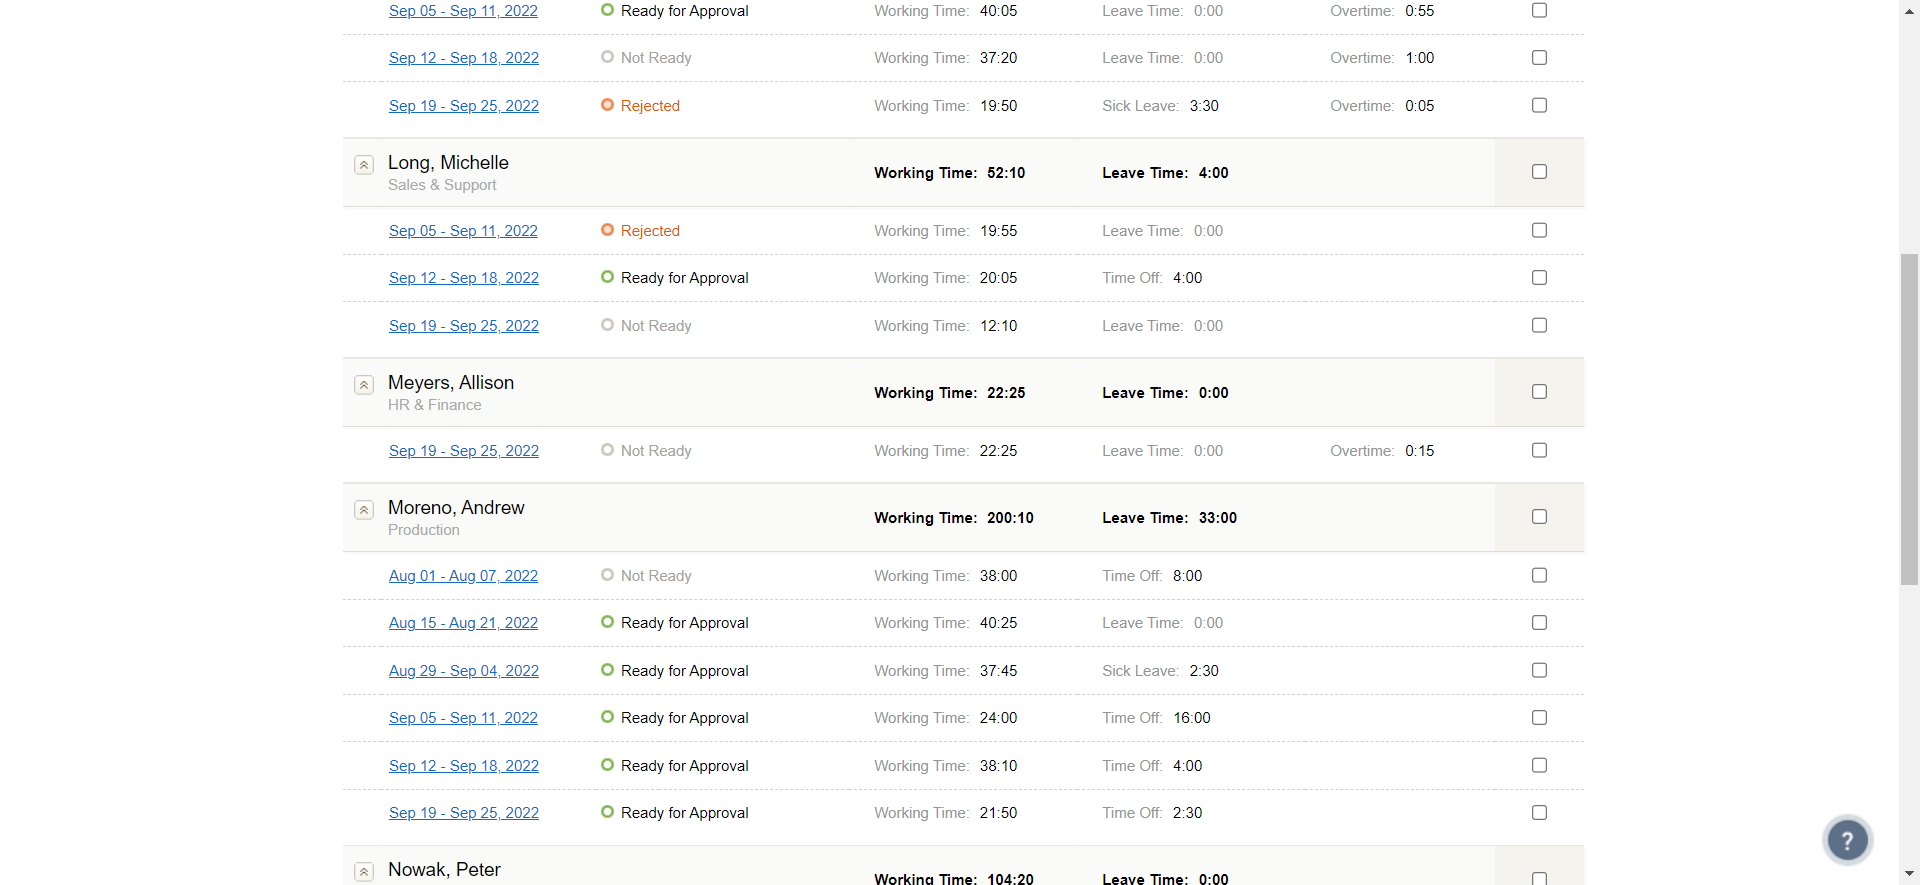 Sep 05 - Sep 11, 2022 Ready for Approval Working Time: 40:05 Leave Time: 0:00 Overtime: 0:55
Sep 12 - Sep 18, 2022 Not Ready Working Time: 37:20 Leave Time: 0:00 Overtime: 1:00
Sep 19 - Sep 25, 2022 Rejected Working Time: 19:50 Sick Leave: 3:30 Overtime: 0:05
Long, Michelle
Sales & Support
Working Time: 52:10 Leave Time: 4:00
Sep 05 - Sep 11, 2022 Rejected Working Time: 19:55 Leave Time: 0:00
Sep 12 - Sep 18, 2022 Ready for Approval Working Time: 20:05 Time Off: 4:00
Sep 19 - Sep 25, 2022 Not Ready Working Time: 12:10 Leave Time: 0:00
Meyers, Allison
HR & Finance
Working Time: 22:25 Leave Time: 0:00
Sep 19 - Sep 25, 2022 Not Ready Working Time: 22:25 Leave Time: 0:00 Overtime: 0:15
Moreno, Andrew
Production
Working Time: 200:10 Leave Time: 33:00
Aug 01 - Aug 07, 2022 Not Ready Working Time: 38:00 Time Off: 8:00
Aug 15 - Aug 21, 2022 Ready for Approval Working Time: 40:25 Leave Time: 0:00
Aug 29 - Sep 04, 2022 Ready for Approval Working Time: 37:45 Sick Leave: 2:30
Sep 05 - Sep 11, 2022 Ready for Approval Working Time: 24:00 Time Off: 16:00
Sep 12 - Sep 18, 2022 Ready for Approval Working Time: 38:10 Time Off: 4:00
Sep 19 - Sep 25, 2022 Ready for Approval Working Time: 21:50 Time Off: 2:30
?
Nowak, Peter
Working Time: 104:20 Leave Time: 0:00